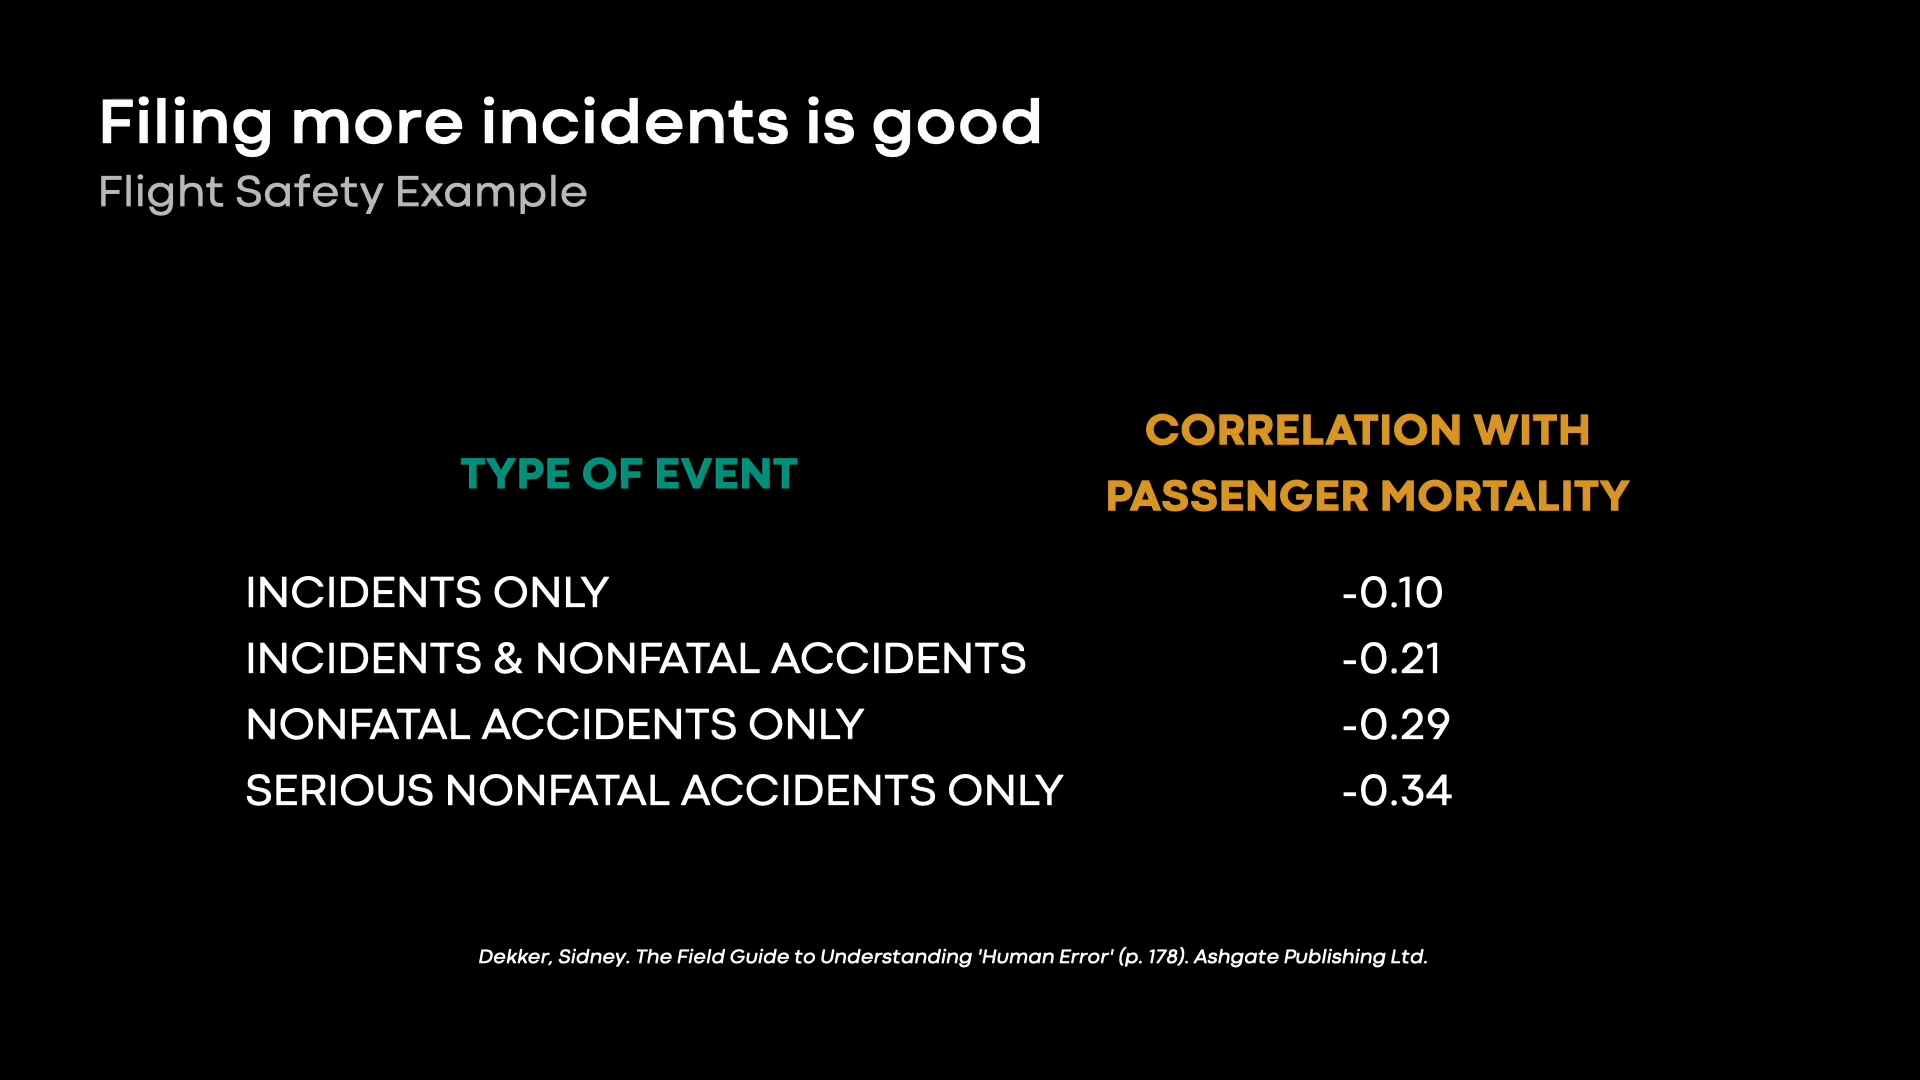 Filing more incidents is good
Flight Safety Example
TYPE OF EVENT
CORRELATION WITH
PASSENGER MORTALITY
INCIDENTS ONLY -0.10
INCIDENTS & NONFATAL ACCIDENTS -0.21
NONFATAL ACCIDENTS ONLY -0.29
SERIOUS NONFATAL ACCIDENTS ONLY -0.34
Dekker, Sidney. The Field Guide to Understanding 'Human Error' (p. 178). Ashgate Publishing Ltd.